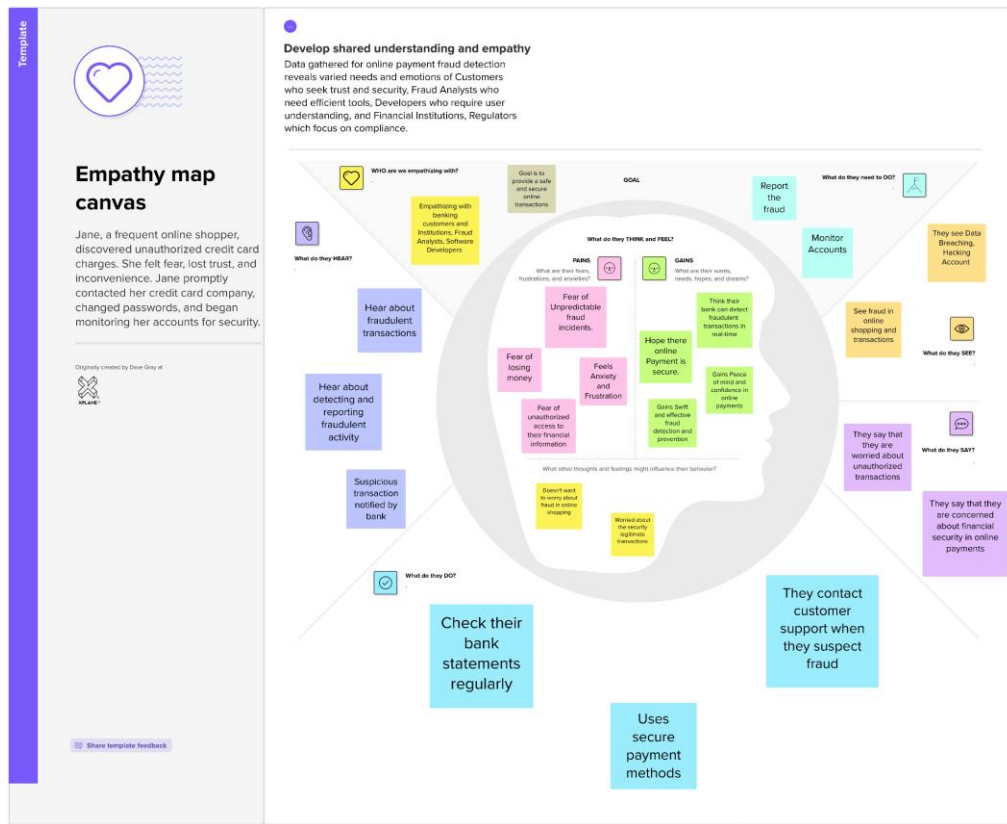 Template
Empathy map
canvas
Jane, a frequent online shopper,
discovered unauthorized credit card
charges. She felt fear, lost trust, and
inconvenience. Jane promptly
contacted her credit card company,
changed passwords, and began
monitoring her accounts for security.
Originally created by Dave Gray at
XPLANE™
Share template feedback
Develop shared understanding and empathy
Data gathered for online payment fraud detection
reveals varied needs and emotions of Customers
who seek trust and security, Fraud Analysts who
need efficient tools, Developers who require user
understanding, and Financial Institutions, Regulators
which focus on compliance.
WHO are we empathizing with?
Empathizing with
banking
customers and
Institutions, Fraud
Analysts, Software
Developers
Goal is to
provide a safe
and secure
online
transactions
GOAL
What do they need to DO?
Report
the
fraud
Monitor
Accounts
What do they HEAR?
Hear about
fraudulent
transactions
Hear about
detecting and
reporting
fraudulent
activity
Suspicious
transaction
notified by
bank
What do they THINK and FEEL?
PAINS
What are their fears,
frustrations, and anxieties?
Fear of
Unpredictable
fraud
incidents.
Fear of
losing
money
Feels
Anxiety
and
Frustration
Fear of
unauthorized
access to
their financial
information
GAINS
What are their wants,
needs, hopes, and dreams?
Think their
bank can detect
fraudulent
transactions in
real-time
Hope there
online
Payment is
secure.
Gains Peace
of mind and
confidence in
online
payments
Gains Swift
and effective
fraud
detection and
prevention
What other thoughts and feelings might influence their behavior?
Doesn't want
to worry about
fraud in online
shopping
Worried about
the security
legitimate
transactions
They see Data
Breaching,
Hacking
Account
See fraud in
online
shopping and
transactions
What do they SEE?
What do they SAY?
They say that
they are
worried about
unauthorized
transactions
They say that they
are concerned
about financial
security in online
payments
What do they DO?
Check their
bank
statements
regularly
Uses
secure
payment
methods
They contact
customer
support when
they suspect
fraud